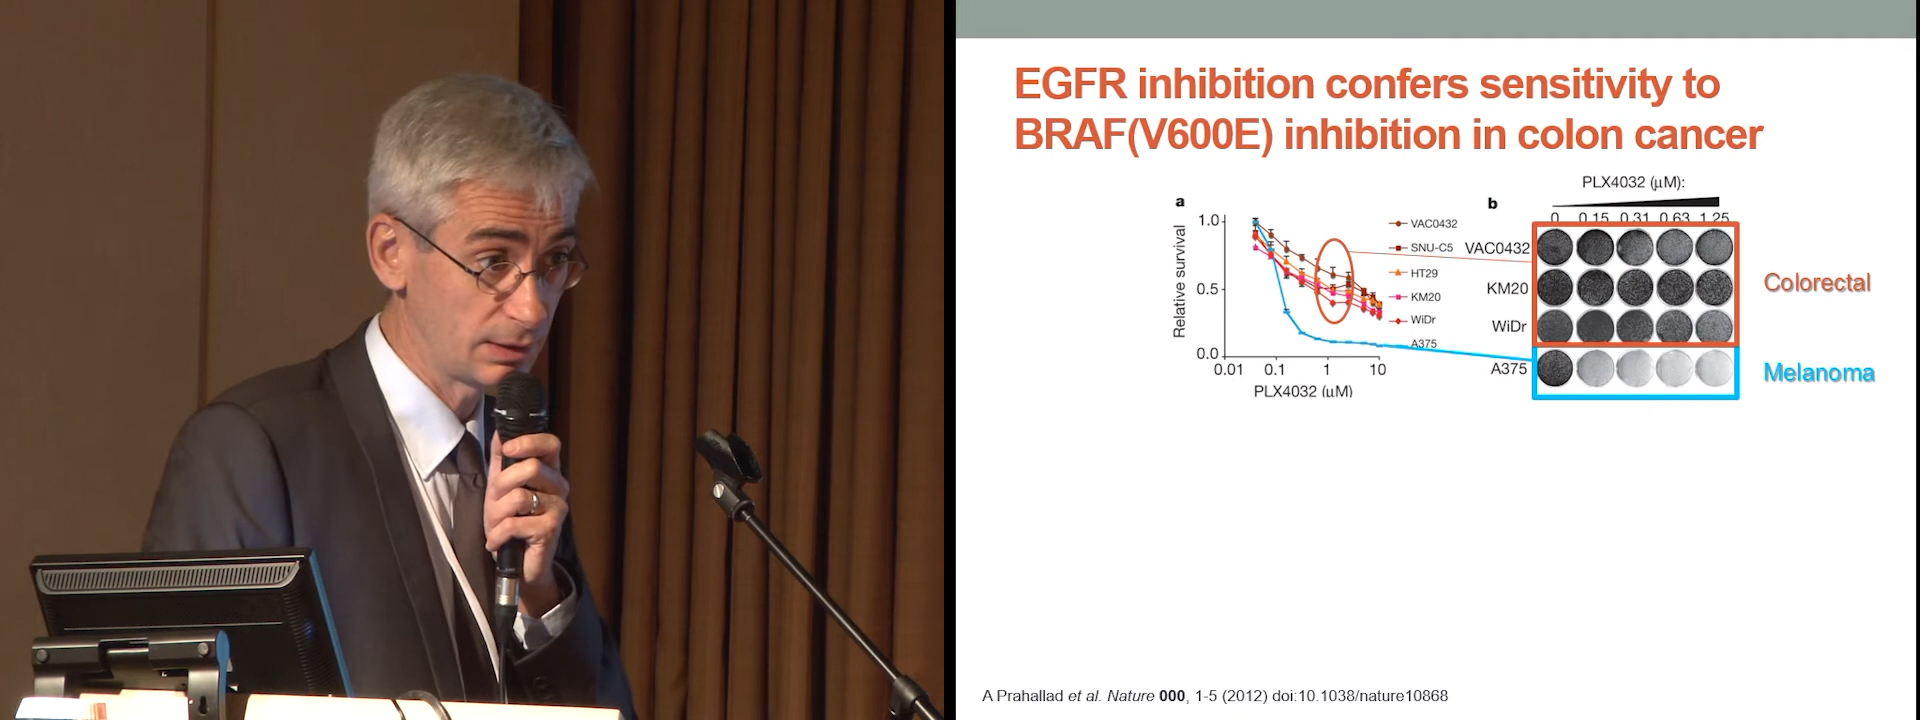 EGFR inhibition confers sensitivity to
BRAF(V600E) inhibition in colon cancer
a
Relative survival
1.0
0.5
0.0
0.01 0.1 1 10
PLX4032 (μM)
VAC0432
SNU-C5
HT29
KM20
WiDr
A375
b
PLX4032 (μM):
0 0.15 0.31 0.63 1.25
VAC0432
KM20
WiDr
A375
Colorectal
Melanoma
A Prahallad et al. Nature 000, 1-5 (2012) doi:10.1038/nature10868